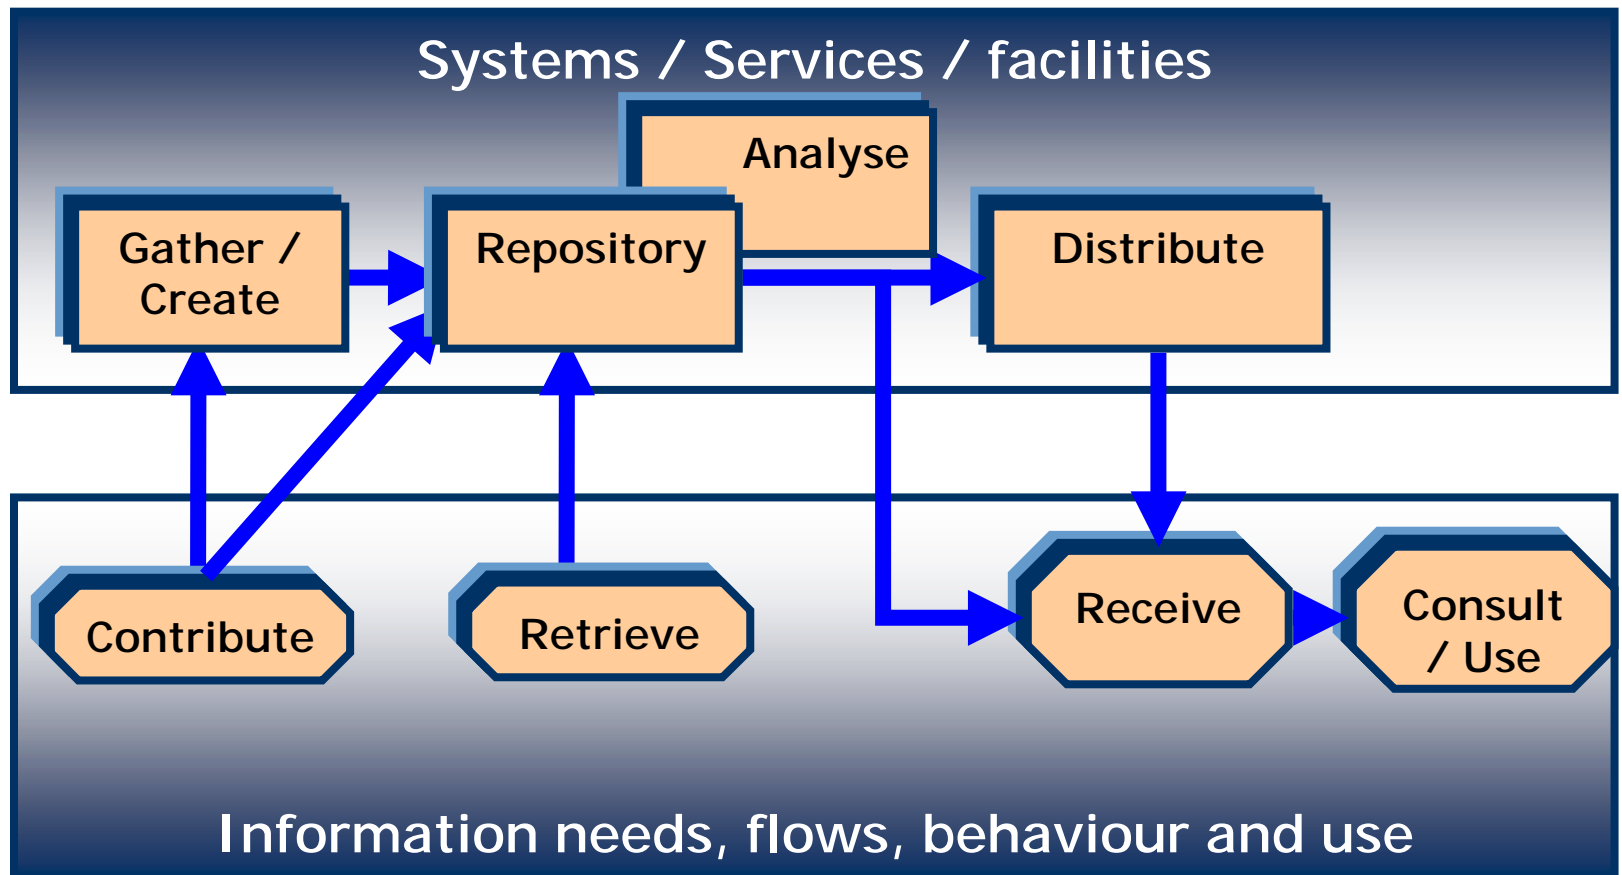 Systems / Services / facilities
Analyse
Gather /
Create
Repository
Distribute
Contribute
Retrieve
Receive
Consult
/ Use
Information needs, flows, behaviour and use